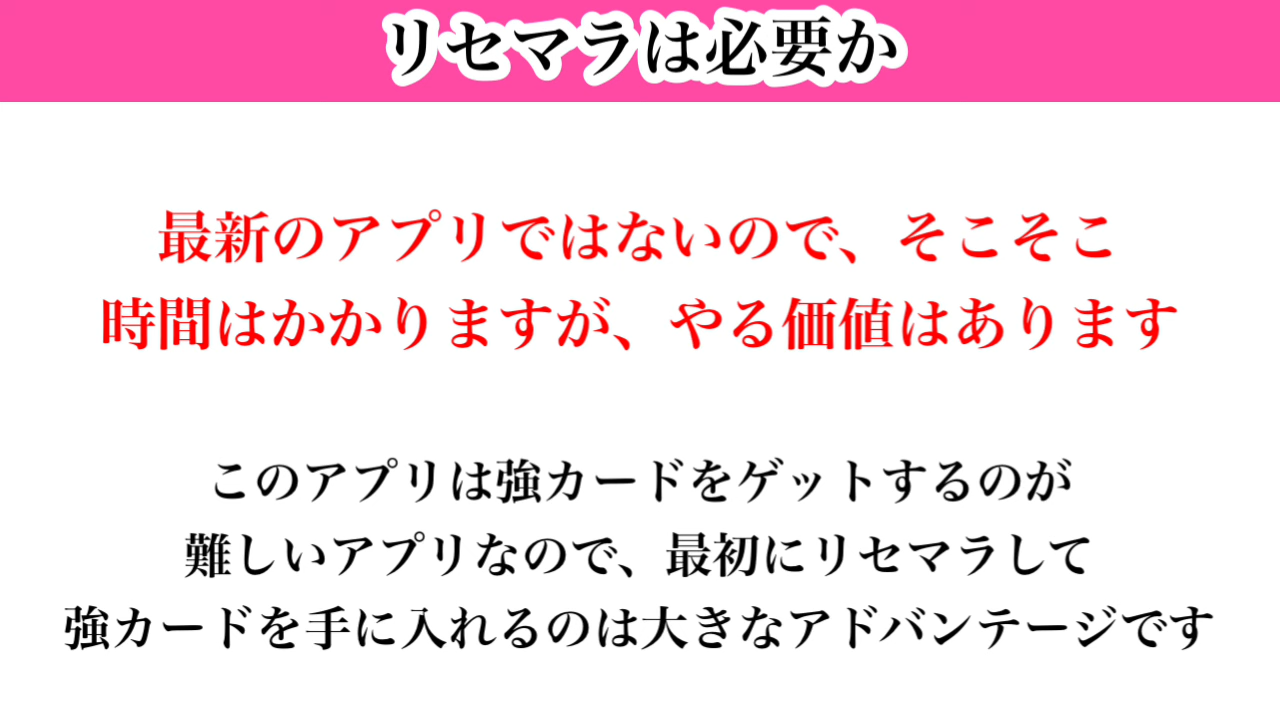 リセマラは必要か
最新のアプリではないので、そこそこ
時間はかかりますが、やる価値はあります
このアプリは強カードをゲットするのが
難しいアプリなので、最初にリセマラして
強カードを手に入れるのは大きなアドバンテージです